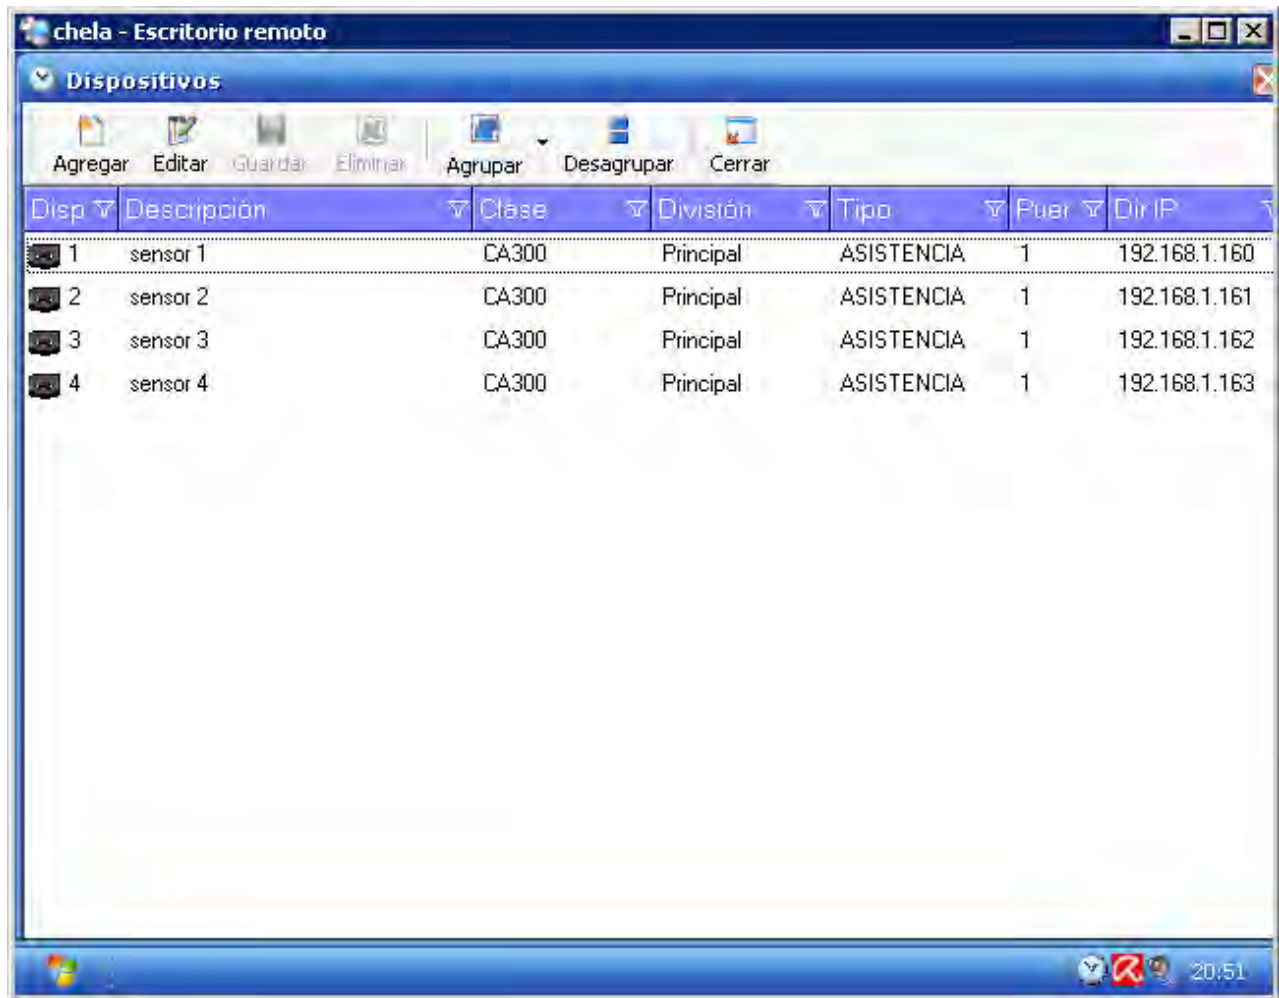 chela - Escritorio remoto
Dispositivos
Agregar Editar Guardar Eliminar Agrupar Desagrupar Cerrar
Disp Descripción Clase División Tipo Puer Dir IP
1 sensor 1 CA300 Principal ASISTENCIA 1 192.168.1.160
2 sensor 2 CA300 Principal ASISTENCIA 1 192.168.1.161
3 sensor 3 CA300 Principal ASISTENCIA 1 192.168.1.162
4 sensor 4 CA300 Principal ASISTENCIA 1 192.168.1.163
20:51